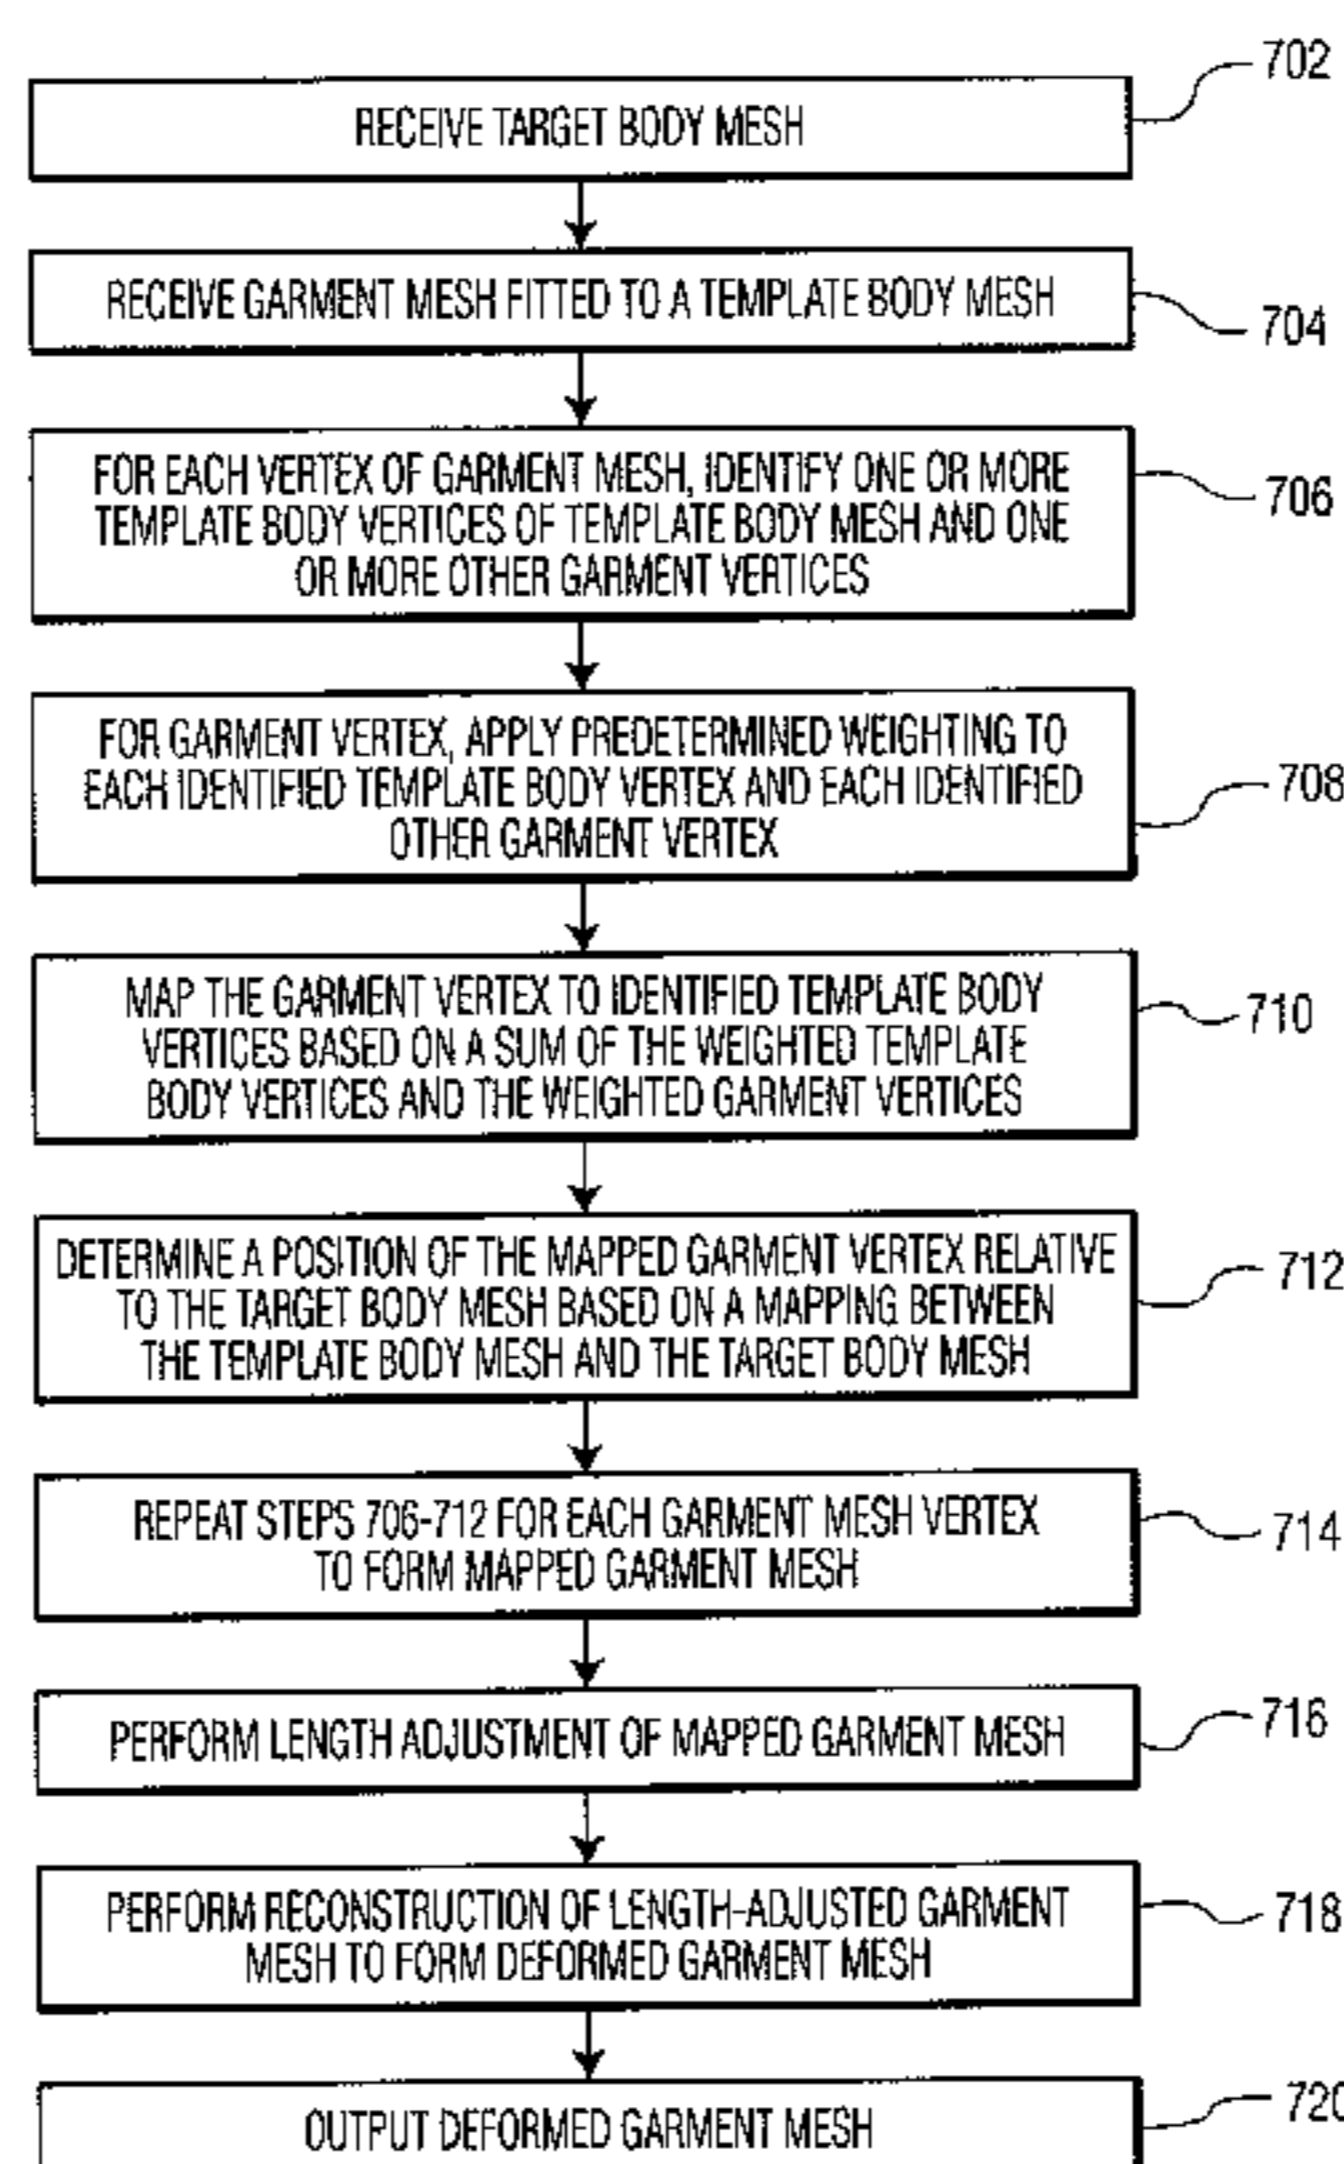 702
RECEIVE TARGET BODY MESH
RECEIVE GARMENT MESH FITTED TO A TEMPLATE BODY MESH
704
FOR EACH VERTEX OF GARMENT MESH, IDENTIFY ONE OR MORE
TEMPLATE BODY VERTICES OF TEMPLATE BODY MESH AND ONE
OR MORE OTHER GARMENT VERTICES
706
FOR GARMENT VERTEX, APPLY PREDETERMINED WEIGHTING TO
EACH IDENTIFIED TEMPLATE BODY VERTEX AND EACH IDENTIFIED
OTHER GARMENT VERTEX
708
MAP THE GARMENT VERTEX TO IDENTIFIED TEMPLATE BODY
VERTICES BASED ON A SUM OF THE WEIGHTED TEMPLATE
BODY VERTICES AND THE WEIGHTED GARMENT VERTICES
710
DETERMINE A POSITION OF THE MAPPED GARMENT VERTEX RELATIVE
TO THE TARGET BODY MESH BASED ON A MAPPING BETWEEN
THE TEMPLATE BODY MESH AND THE TARGET BODY MESH
712
REPEAT STEPS 706-712 FOR EACH GARMENT MESH VERTEX
TO FORM MAPPED GARMENT MESH
714
PERFORM LENGTH ADJUSTMENT OF MAPPED GARMENT MESH
716
PERFORM RECONSTRUCTION OF LENGTH-ADJUSTED GARMENT
MESH TO FORM DEFORMED GARMENT MESH
718
OUTPUT DEFORMED GARMENT MESH
720